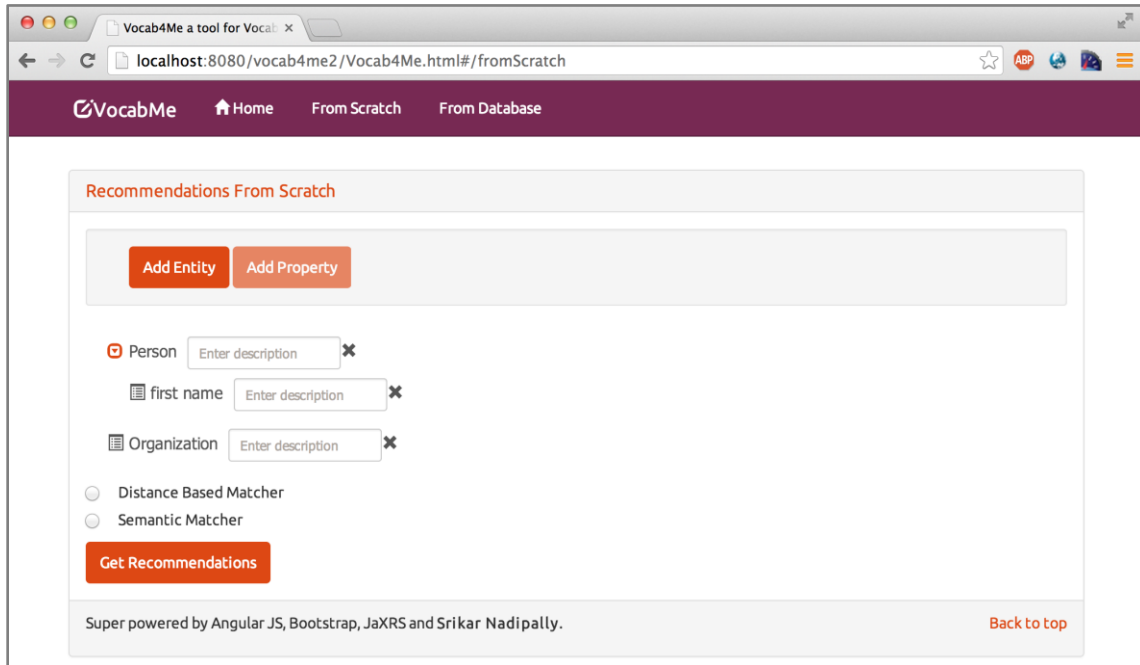 Vocab4Me a tool for Vocab
localhost:8080/vocab4me2/Vocab4Me.html#/fromScratch
ABP
VocabMe Home From Scratch From Database
Recommendations From Scratch
Add Entity Add Property
Person Enter description
first name Enter description
Organization Enter description
Distance Based Matcher
Semantic Matcher
Get Recommendations
Super powered by Angular JS, Bootstrap, JaXRS and Srikar Nadipally. Back to top